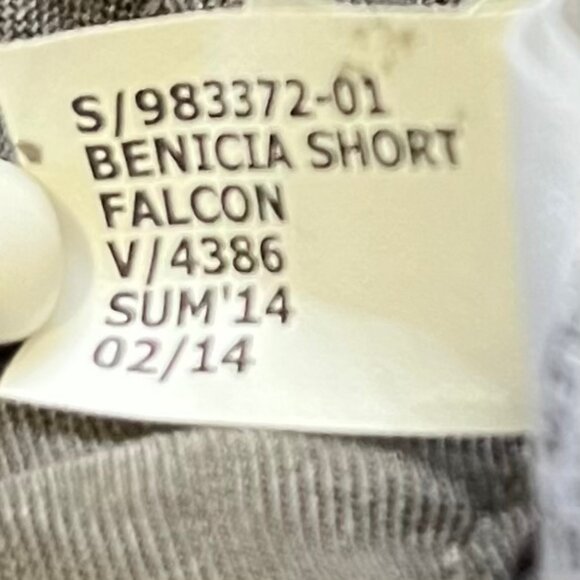 S/983372-01
BENICIA SHORT
FALCON
V/4386
SUM'14
02/14